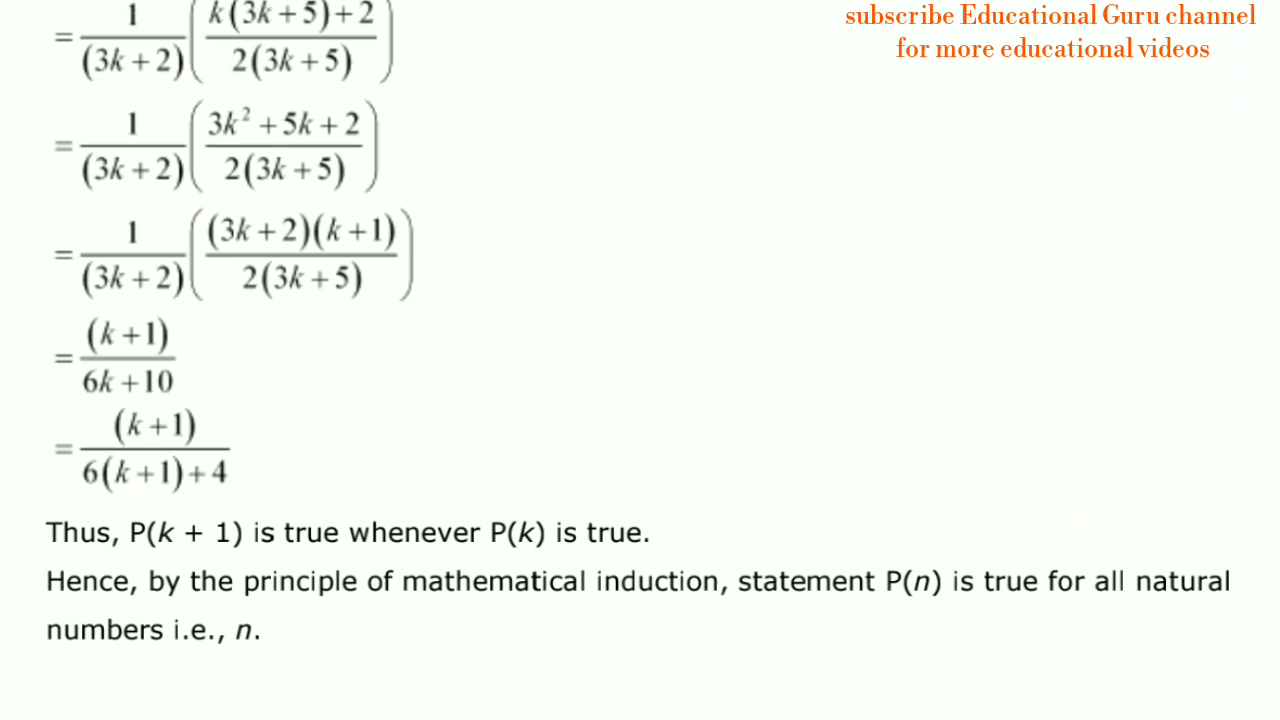 subscribe Educational Guru channel
for more educational videos
= 1/(3k+2) ( (k(3k+5)+2)/(2(3k+5)) )
= 1/(3k+2) ( (3k²+5k+2)/(2(3k+5)) )
= 1/(3k+2) ( ((3k+2)(k+1))/(2(3k+5)) )
= (k+1)/(6k+10)
= (k+1)/(6(k+1)+4)
Thus, P(k + 1) is true whenever P(k) is true.
Hence, by the principle of mathematical induction, statement P(n) is true for all natural
numbers i.e., n.